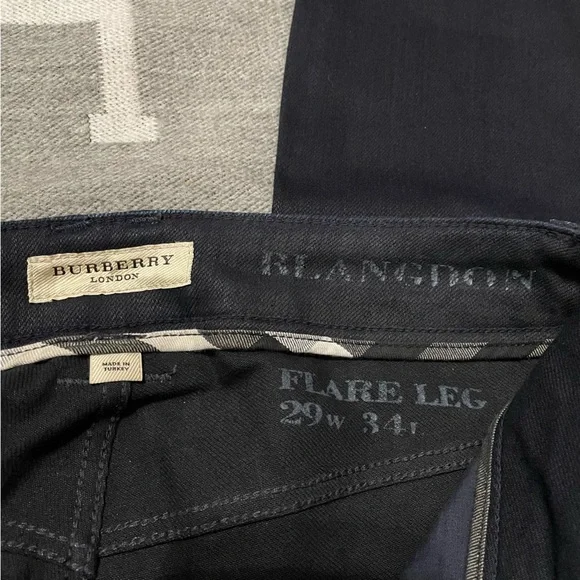 BURBERRY
LONDON
BLANGDON
MADE IN
TURKEY
FLARE LEG
29W 34L